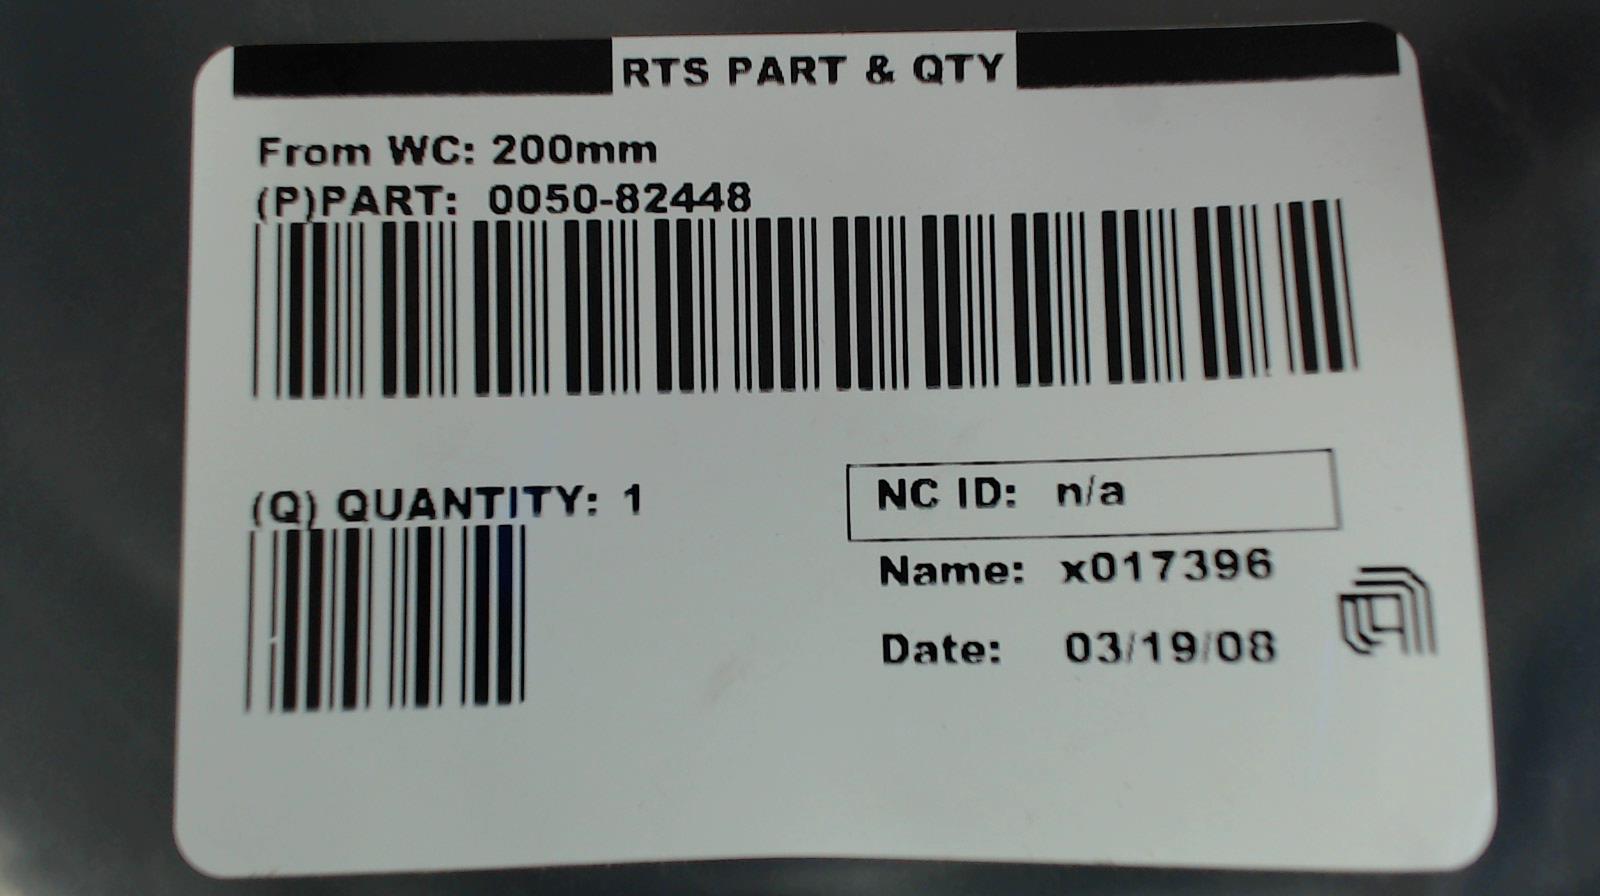 RTS PART & QTY
From WC: 200mm
(P)PART: 0050-82448
(Q) QUANTITY: 1
NC ID: n/a
Name: x017396
Date: 03/19/08